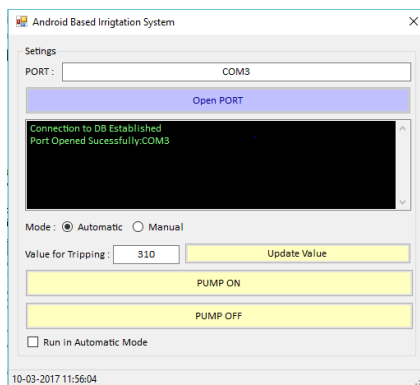 Android Based Irrigtation System
Setings
PORT : COM3
Open PORT
Connection to DB Established
Port Opened Sucessfully:COM3
Mode : Automatic Manual
Value for Tripping : 310 Update Value
PUMP ON
PUMP OFF
Run in Automatic Mode
10-03-2017 11:56:04